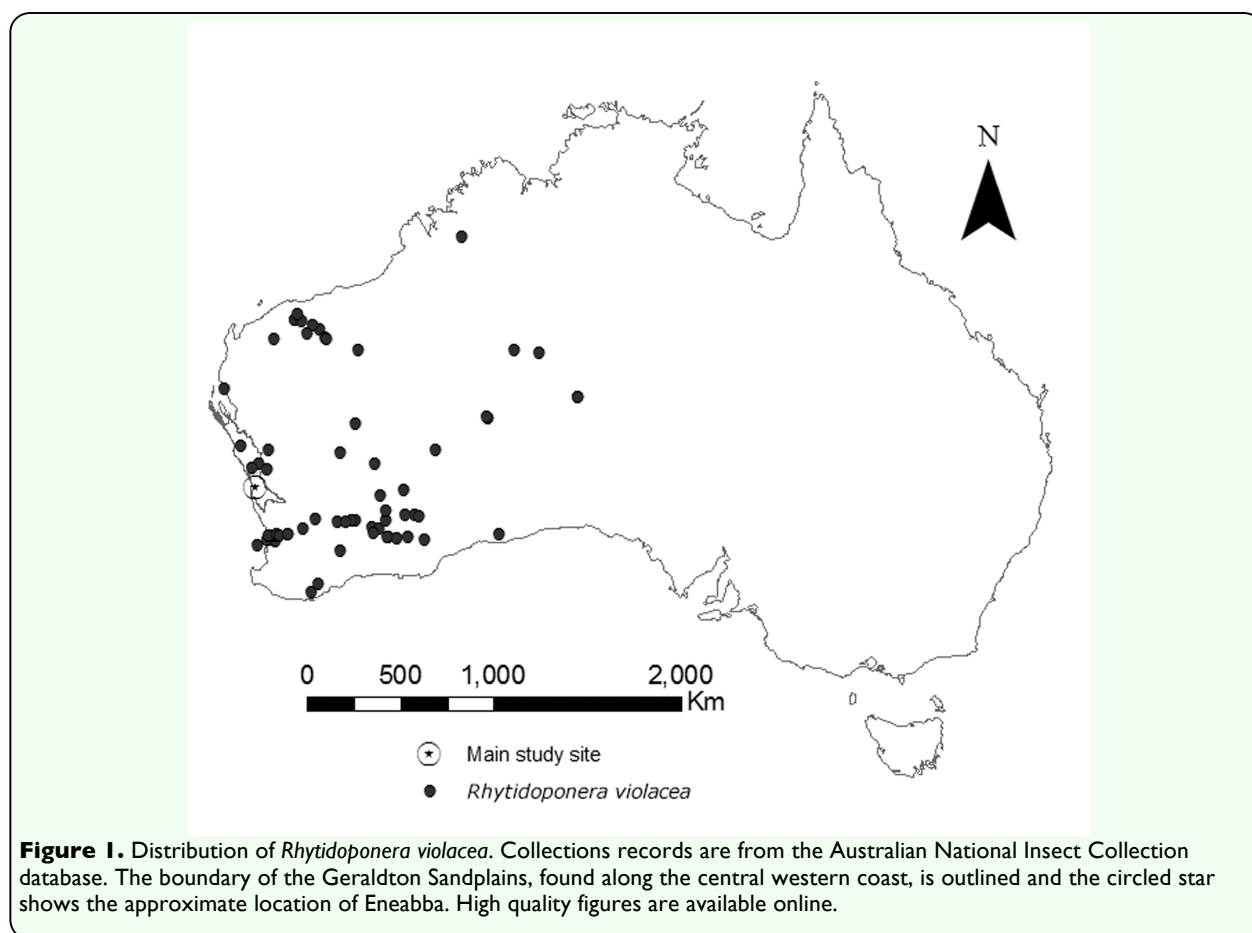 N
0 500 1,000 2,000
Km
Main study site
Rhytidoponera violacea
Figure 1. Distribution of Rhytidoponera violacea. Collections records are from the Australian National Insect Collection
database. The boundary of the Geraldton Sandplains, found along the central western coast, is outlined and the circled star
shows the approximate location of Eneabba. High quality figures are available online.